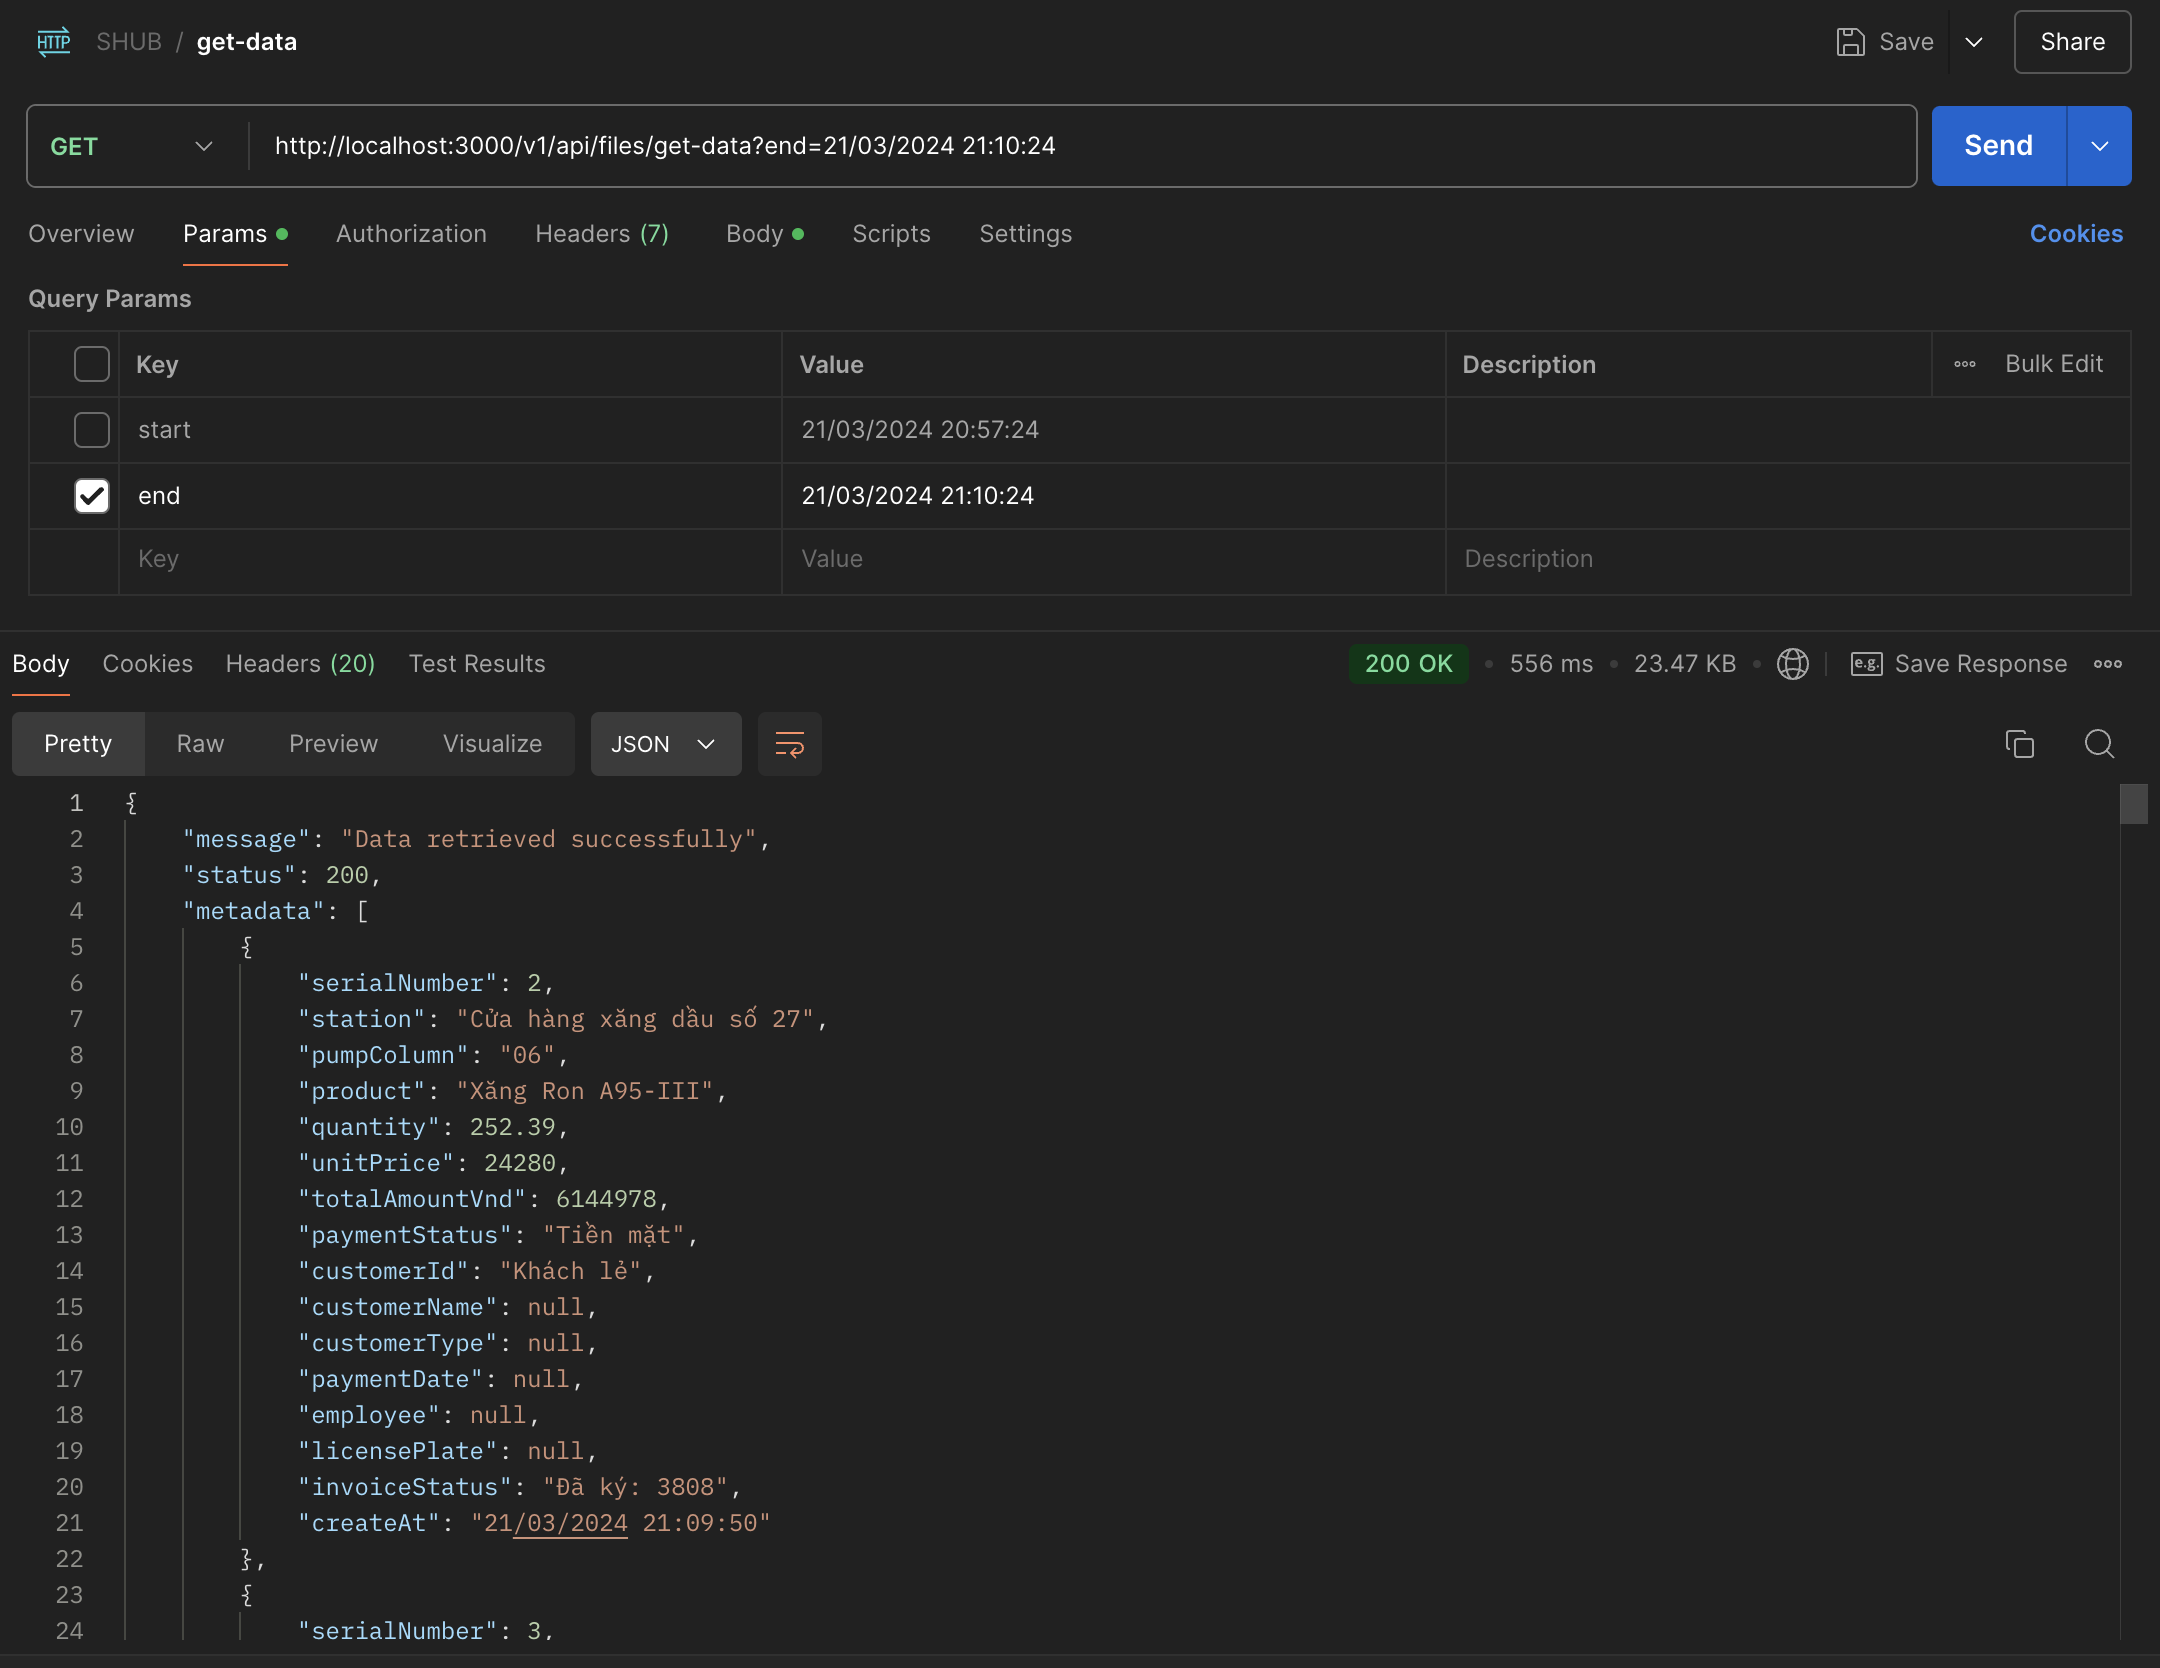 HTTP SHUB / get-data Save Share
GET http://localhost:3000/v1/api/files/get-data?end=21/03/2024 21:10:24 Send
Overview Params Authorization Headers (7) Body Scripts Settings Cookies
Query Params
Key Value Description Bulk Edit
start 21/03/2024 20:57:24
end 21/03/2024 21:10:24
Key Value Description
Body Cookies Headers (20) Test Results 200 OK 556 ms 23.47 KB e.g. Save Response
Pretty Raw Preview Visualize JSON
1 {
2 "message": "Data retrieved successfully",
3 "status": 200,
4 "metadata": [
5 {
6 "serialNumber": 2,
7 "station": "Cửa hàng xăng dầu số 27",
8 "pumpColumn": "06",
9 "product": "Xăng Ron A95-III",
10 "quantity": 252.39,
11 "unitPrice": 24280,
12 "totalAmountVnd": 6144978,
13 "paymentStatus": "Tiền mặt",
14 "customerId": "Khách lẻ",
15 "customerName": null,
16 "customerType": null,
17 "paymentDate": null,
18 "employee": null,
19 "licensePlate": null,
20 "invoiceStatus": "Đã ký: 3808",
21 "createAt": "21/03/2024 21:09:50"
22 },
23 {
24 "serialNumber": 3,